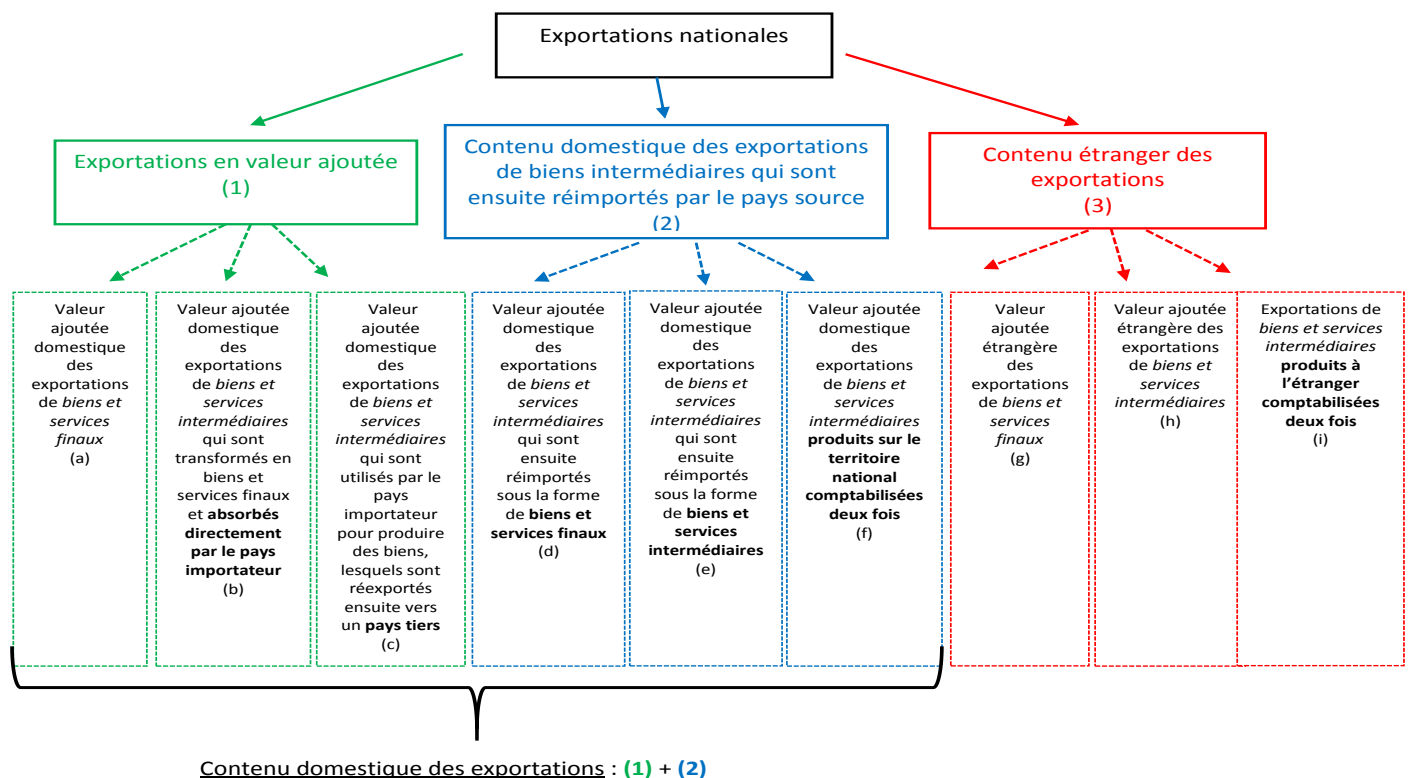 Exportations nationales
Exportations en valeur ajoutée
(1)
Contenu domestique des exportations
de biens intermédiaires qui sont
ensuite réimportés par le pays source
(2)
Contenu étranger des
exportations
(3)
Valeur
ajoutée
domestique
des
exportations
de biens et
services
finaux
(a)
Valeur ajoutée
domestique
des
exportations
de biens et
services
intermédiaires
qui sont
transformés en
biens et
services finaux
et absorbés
directement
par le pays
importateur
(b)
Valeur
ajoutée
domestique
des
exportations
de biens et
services
intermédiaires
qui sont
utilisés par le
pays
importateur
pour produire
des biens,
lesquels sont
réexportés
ensuite vers
un pays tiers
(c)
Valeur ajoutée
domestique
des
exportations
de biens et
services
intermédiaires
qui sont
ensuite
réimportés
sous la forme
de biens et
services finaux
(d)
Valeur ajoutée
domestique
des
exportations
de biens et
services
intermédiaires
qui sont
ensuite
réimportés
sous la forme
de biens et
services
intermédiaires
(e)
Valeur ajoutée
domestique
des
exportations
de biens et
services
intermédiaires
produits sur le
territoire
national
comptabilisées
deux fois
(f)
Valeur
ajoutée
étrangère
des
exportations
de biens et
services
finaux
(g)
Valeur ajoutée
étrangère des
exportations
de biens et
services
intermédiaires
(h)
Exportations de
biens et services
intermédiaires
produits à
l’étranger
comptabilisées
deux fois
(i)
Contenu domestique des exportations : (1) + (2)